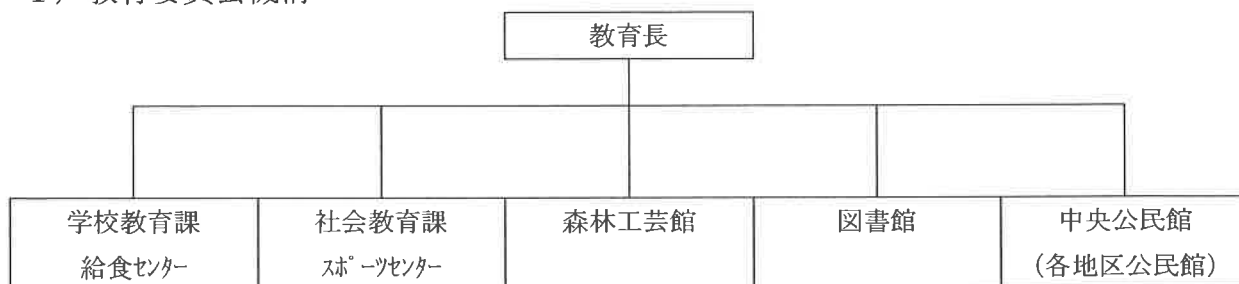 教育長
学校教育課
給食ｾﾝﾀｰ
社会教育課
ｽﾎﾟｰﾂｾﾝﾀｰ
森林工芸館
図書館
中央公民館
(各地区公民館)